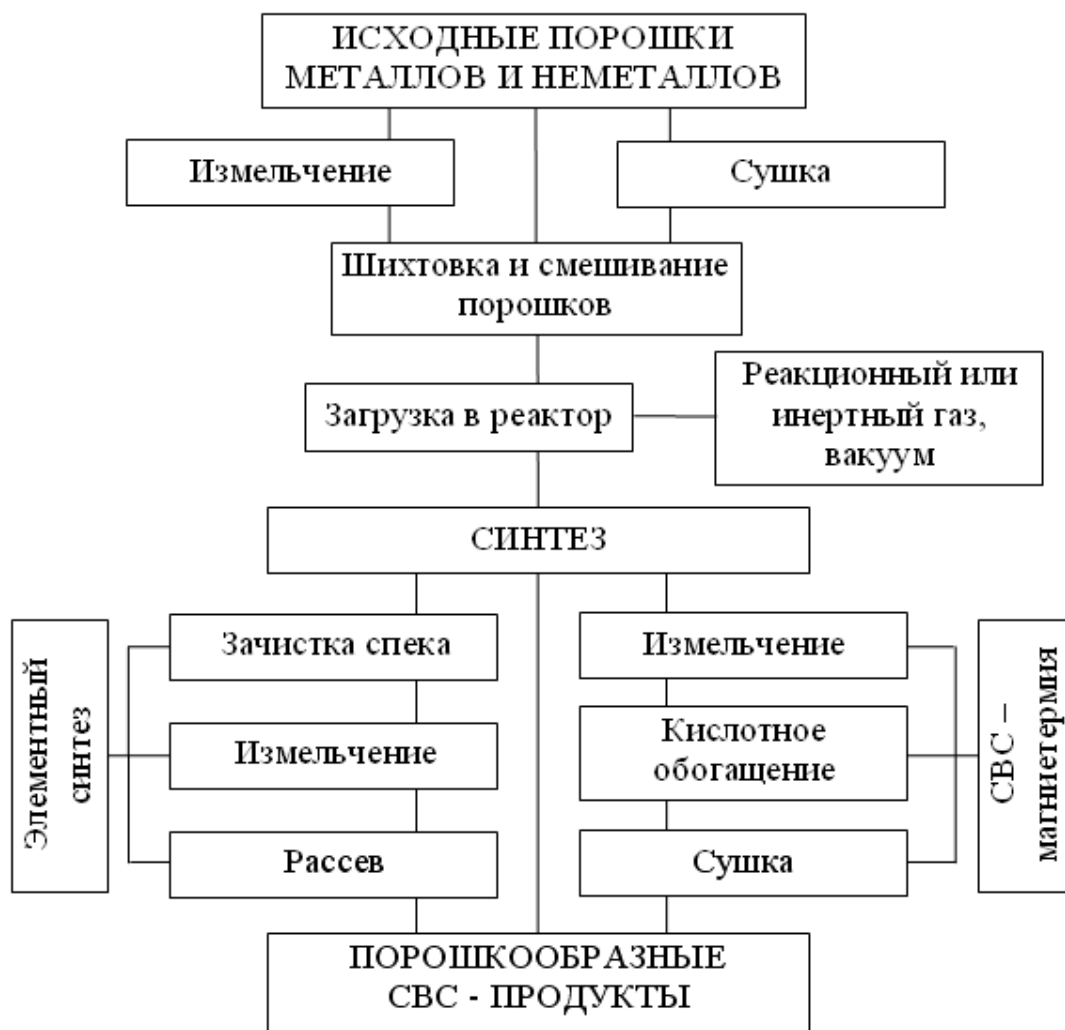 ИСХОДНЫЕ ПОРОШКИ
МЕТАЛЛОВ И НЕМЕТАЛЛОВ
Измельчение
Сушка
Шихтовка и смешивание
порошков
Загрузка в реактор
Реакционный или
инертный газ,
вакуум
СИНТЕЗ
Элементный
синтез
Зачистка спека
Измельчение
Рассев
Измельчение
Кислотное
обогащение
Сушка
СВС –
магниетермия
ПОРОШКООБРАЗНЫЕ
СВС - ПРОДУКТЫ